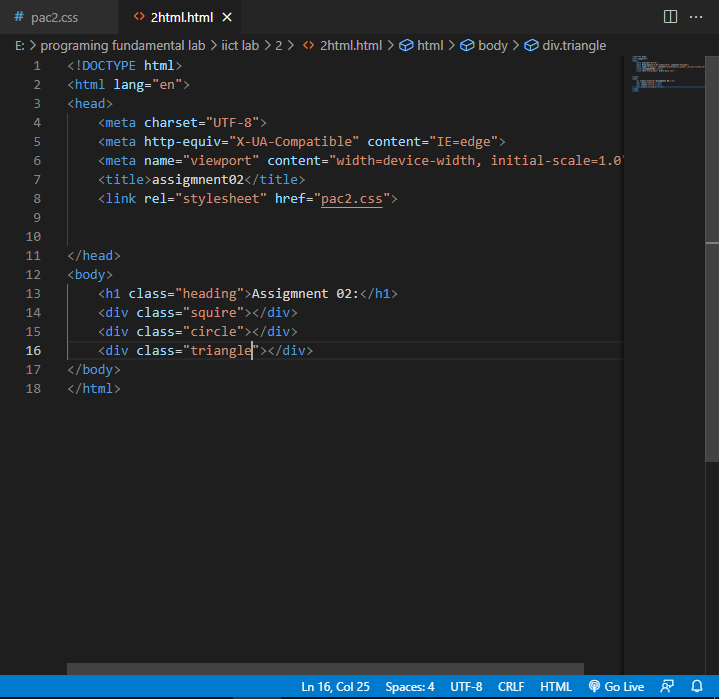 # pac2.css <> 2html.html ×
E: > programing fundamental lab > iict lab > 2 > <> 2html.html > html > body > div.triangle
1 <!DOCTYPE html>
2 <html lang="en">
3 <head>
4 <meta charset="UTF-8">
5 <meta http-equiv="X-UA-Compatible" content="IE=edge">
6 <meta name="viewport" content="width=device-width, initial-scale=1.0"
7 <title>assigmnent02</title>
8 <link rel="stylesheet" href="pac2.css">
9
10
11 </head>
12 <body>
13 <h1 class="heading">Assigmnent 02:</h1>
14 <div class="squire"></div>
15 <div class="circle"></div>
16 <div class="triangle"></div>
17 </body>
18 </html>
Ln 16, Col 25 Spaces: 4 UTF-8 CRLF HTML Go Live